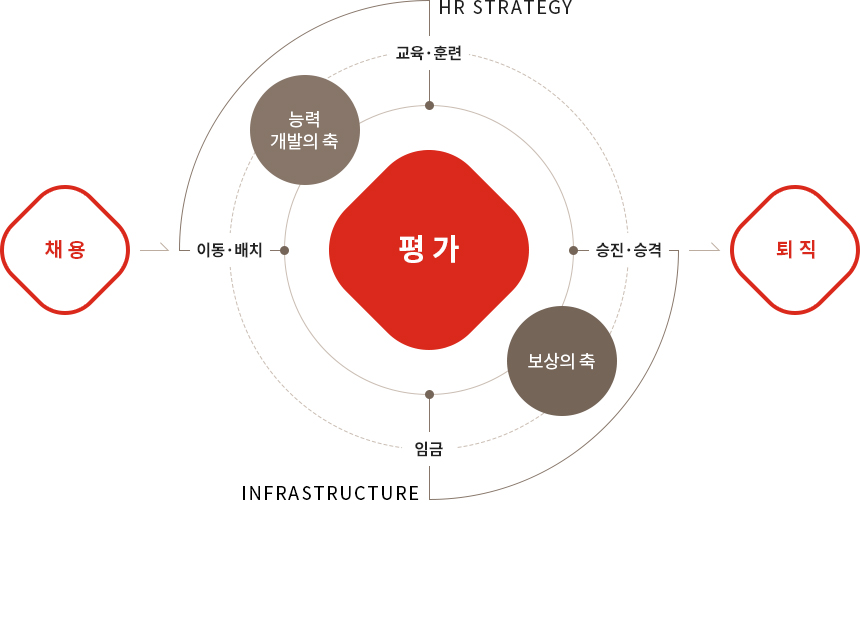 HR STRATEGY
교육·훈련
능력
개발의 축
채 용
이동·배치
평 가
승진·승격
퇴 직
보상의 축
임금
INFRASTRUCTURE